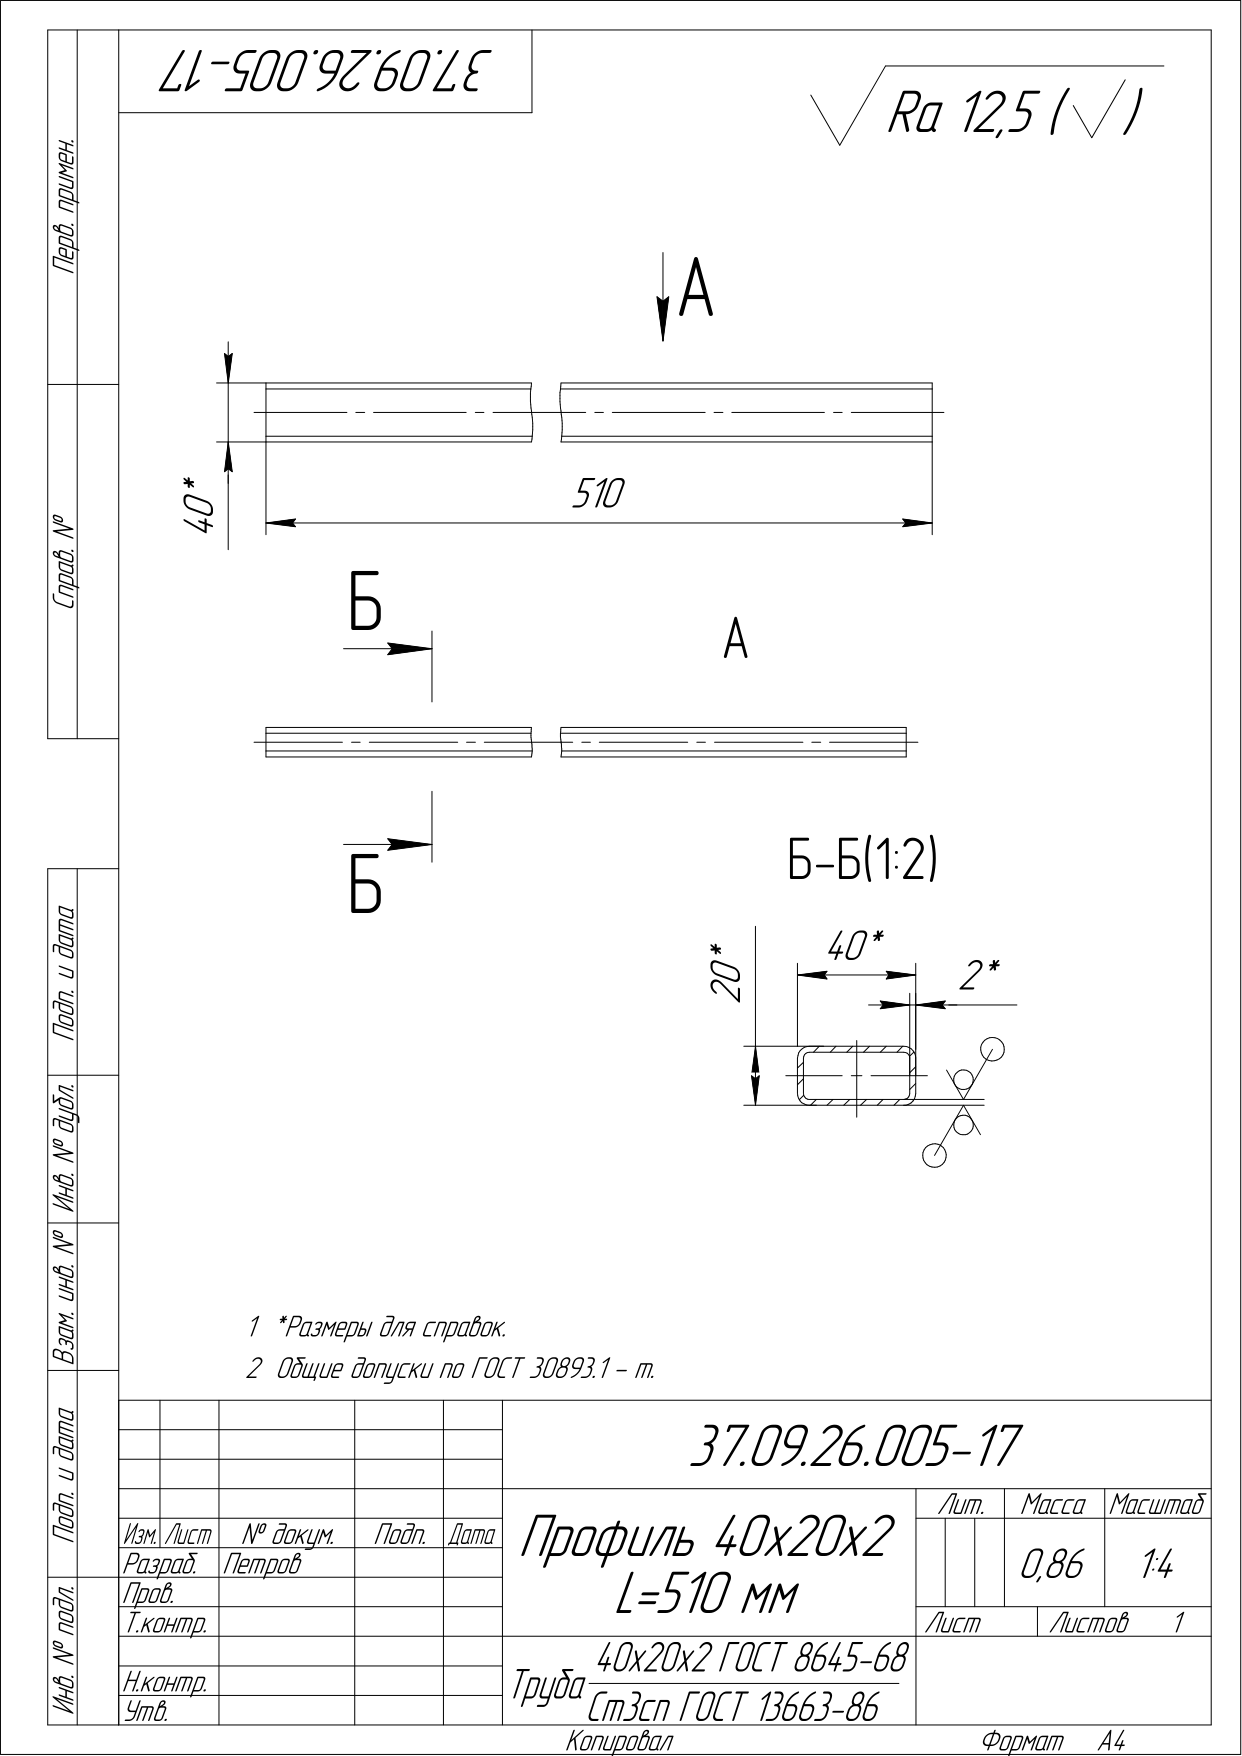 37.09.26.005-17
Ra 12,5 (√)
Перв. примен.
Справ. №
Подп. и дата
Инв. № дубл.
Взам. инв. №
Подп. и дата
Инв. № подл.
А
40*
510
Б
А
Б
Б-Б(1:2)
20*
40*
2*
1 *Размеры для справок.
2 Общие допуски по ГОСТ 30893.1 - m.
37.09.26.005-17
Изм. Лист № докум. Подп. Дата
Разраб. Петров
Пров.
Т.контр.
Н.контр.
Утв.
Профиль 40x20x2
L=510 мм
Лит. Масса Масштаб
0,86 1:4
Лист Листов 1
Труба 40x20x2 ГОСТ 8645-68
Ст3сп ГОСТ 13663-86
Копировал Формат А4